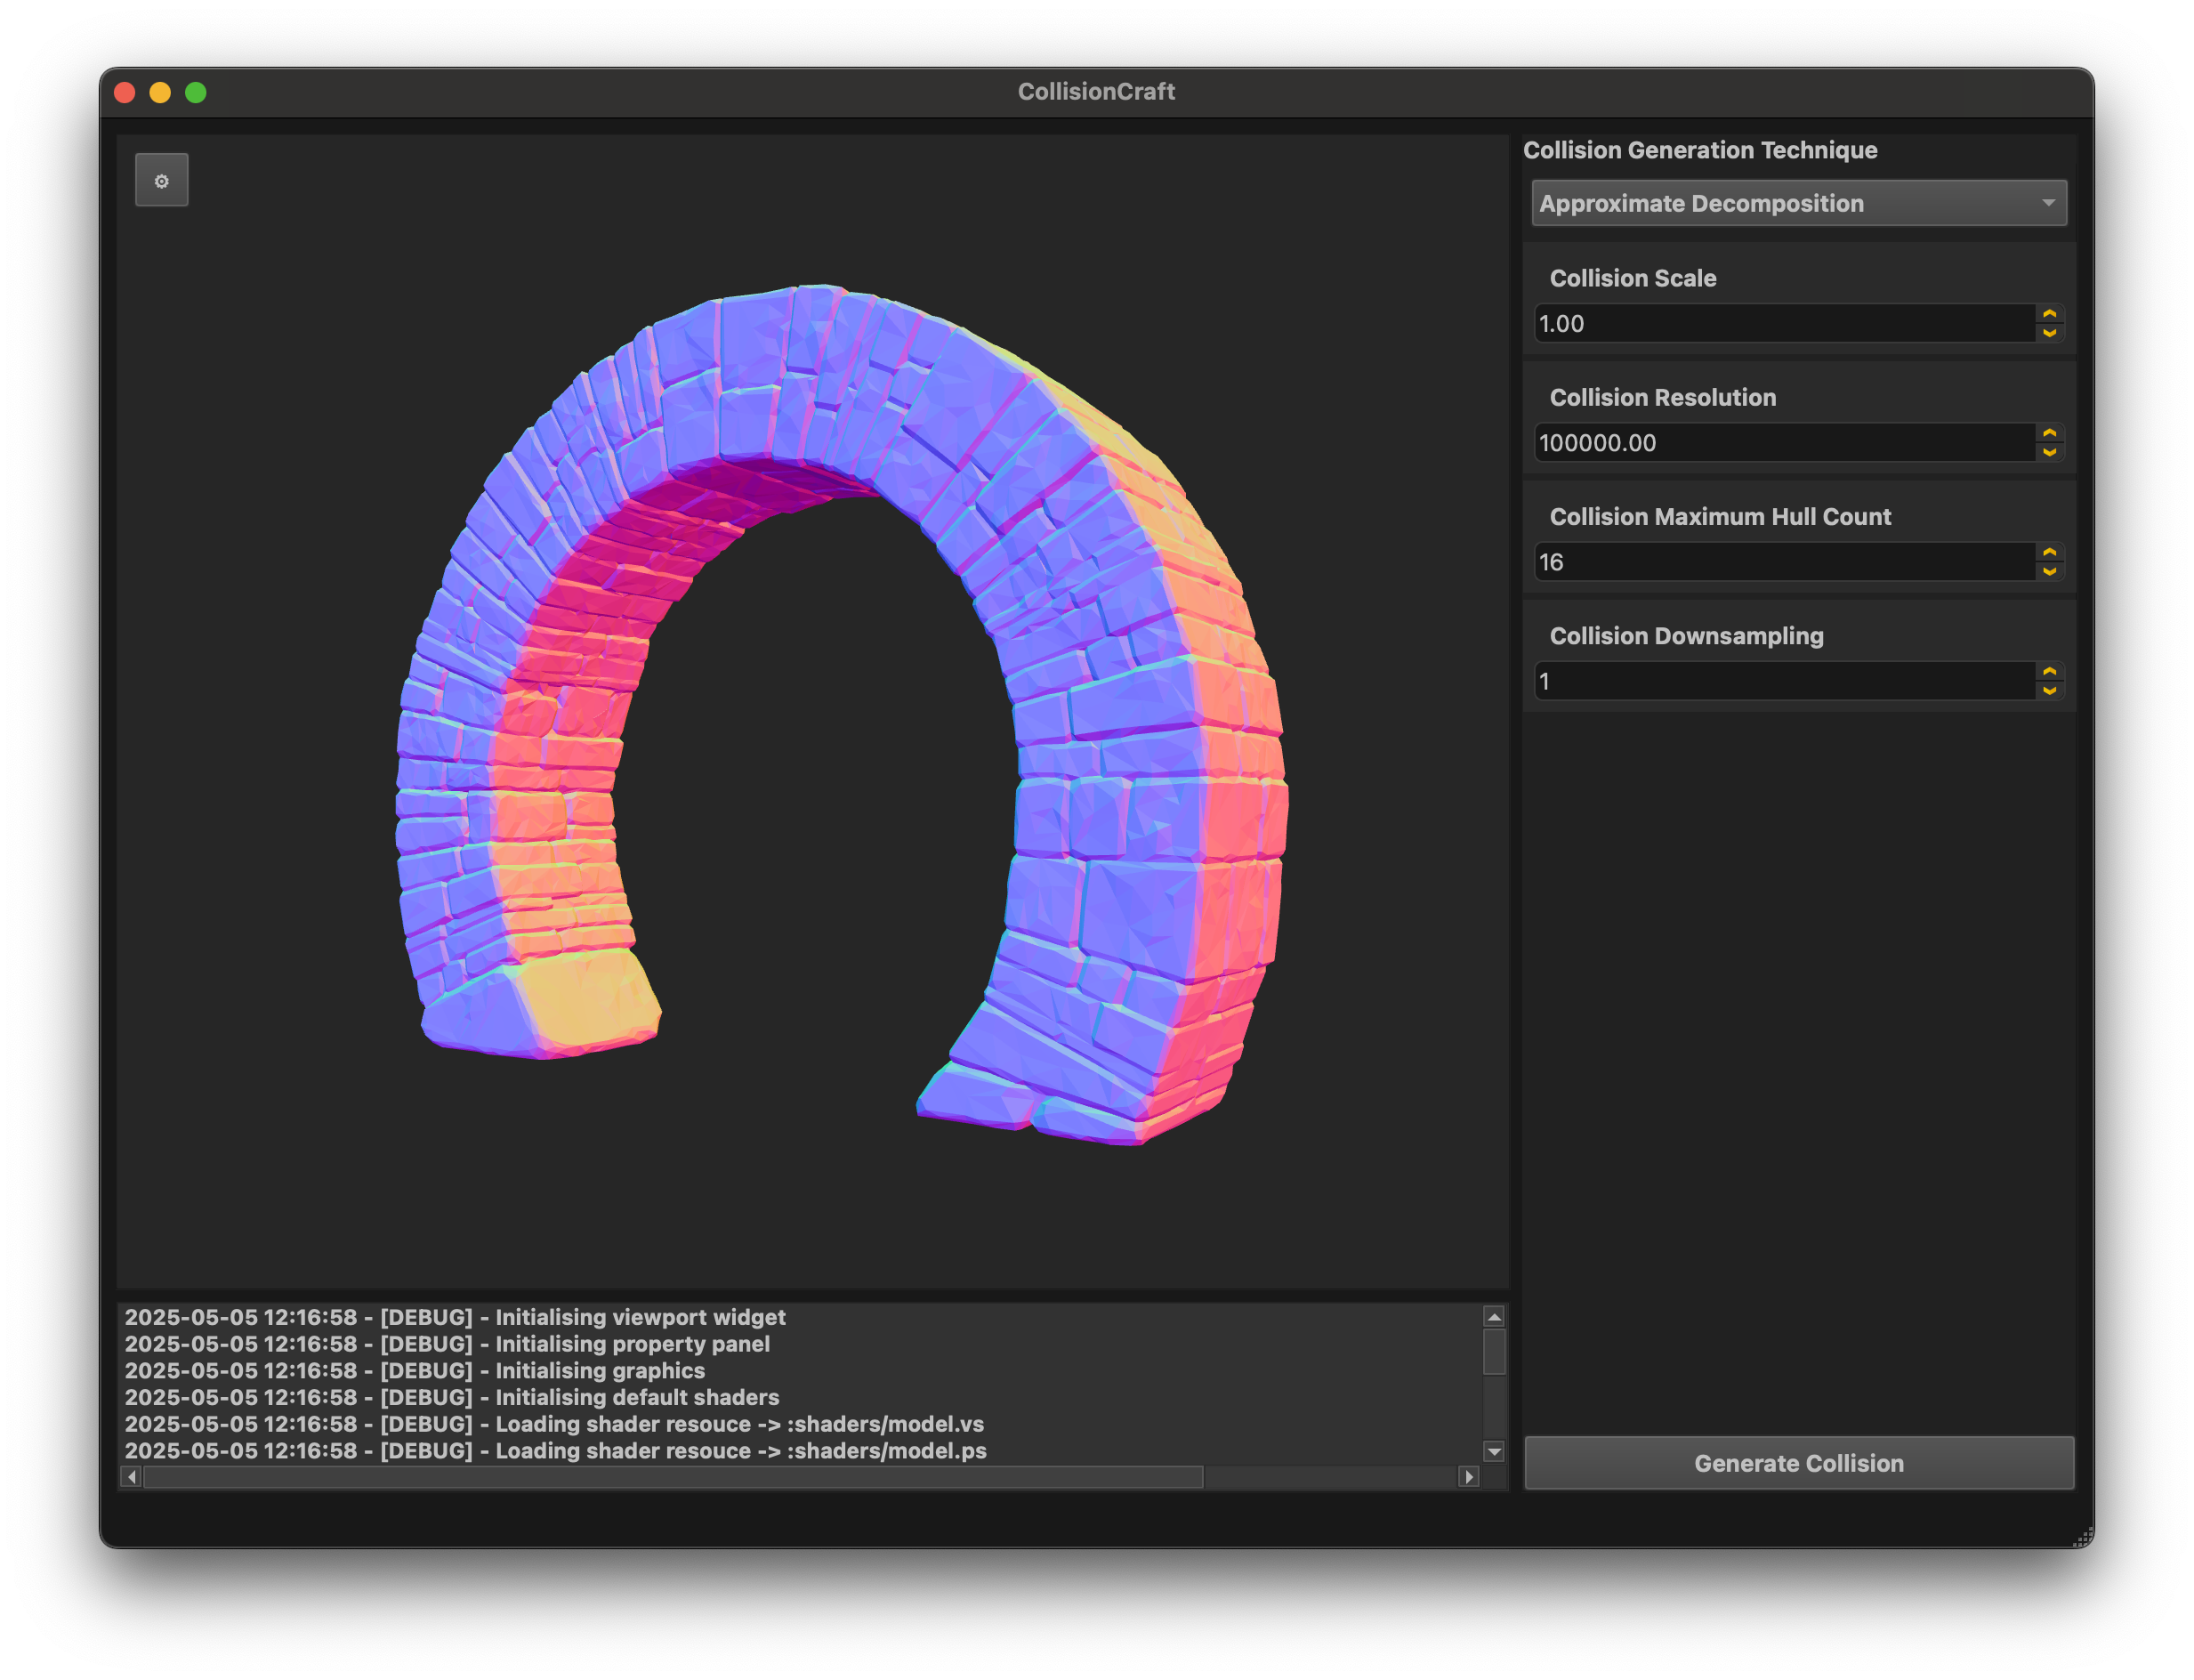 CollisionCraft
Collision Generation Technique
Approximate Decomposition
Collision Scale
1.00
Collision Resolution
100000.00
Collision Maximum Hull Count
16
Collision Downsampling
1
2025-05-05 12:16:58 - [DEBUG] - Initialising viewport widget
2025-05-05 12:16:58 - [DEBUG] - Initialising property panel
2025-05-05 12:16:58 - [DEBUG] - Initialising graphics
2025-05-05 12:16:58 - [DEBUG] - Initialising default shaders
2025-05-05 12:16:58 - [DEBUG] - Loading shader resouce -> :shaders/model.vs
2025-05-05 12:16:58 - [DEBUG] - Loading shader resouce -> :shaders/model.ps
Generate Collision